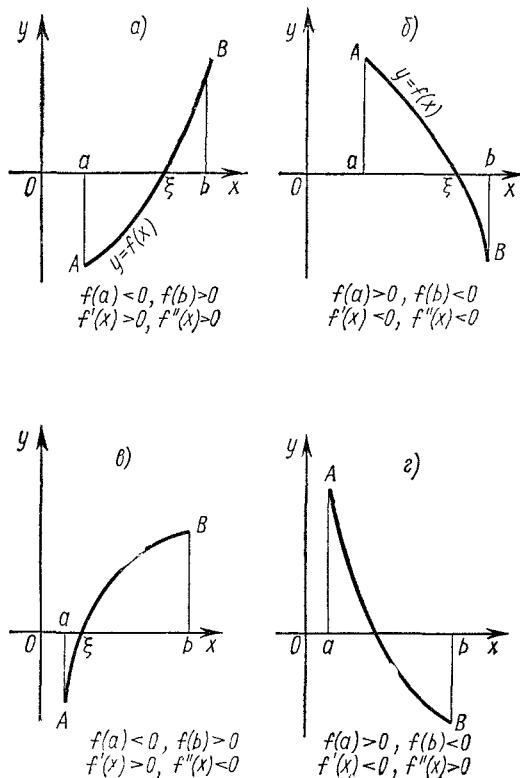 а)
y
B
a
0
ξ
b
x
A
y=f(x)
f(a)<0, f(b)>0
f'(x)>0, f''(x)>0
б)
y
A
y=f(x)
b
0
a
ξ
x
B
f(a)>0, f(b)<0
f'(x)<0, f''(x)<0
в)
y
B
a
0
ξ
b
x
A
f(a)<0, f(b)>0
f'(x)>0, f''(x)<0
г)
y
A
0
a
b
x
B
f(a)>0, f(b)<0
f'(x)<0, f''(x)>0